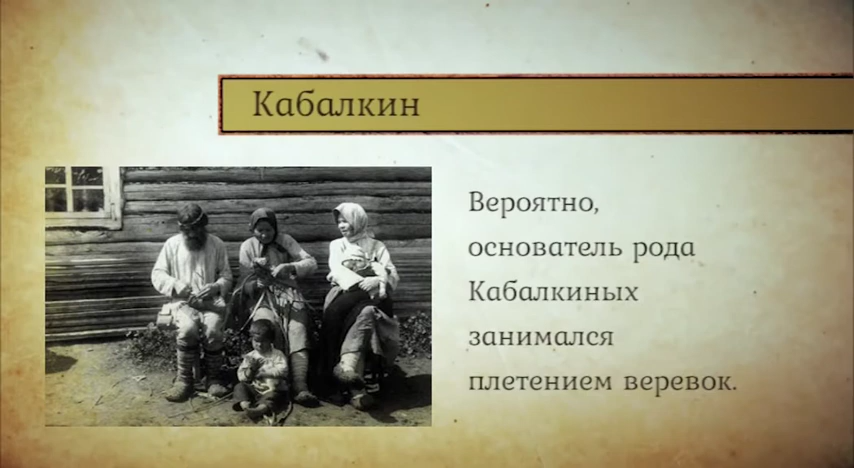 Кабалкин
Вероятно,
основатель рода
Кабалкиных
занимался
плетением веревок.